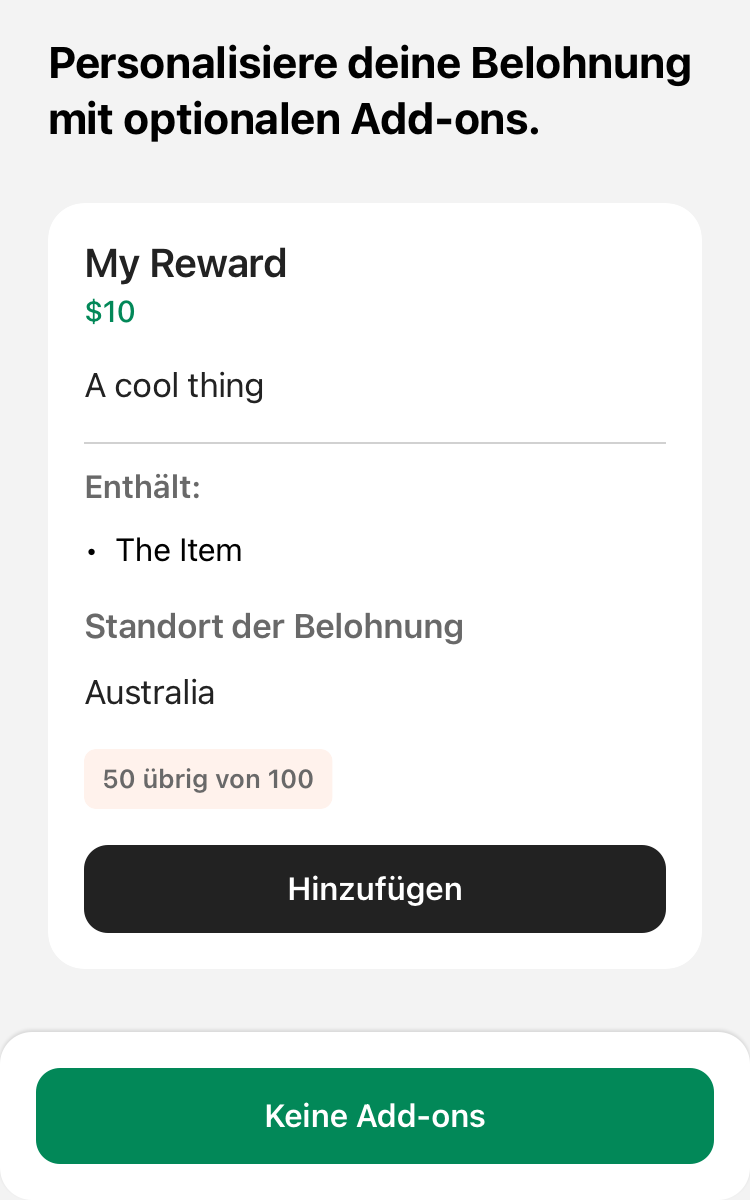 Personalisiere deine Belohnung
mit optionalen Add-ons.
My Reward
$10
A cool thing
Enthält:
• The Item
Standort der Belohnung
Australia
50 übrig von 100
Hinzufügen
Keine Add-ons